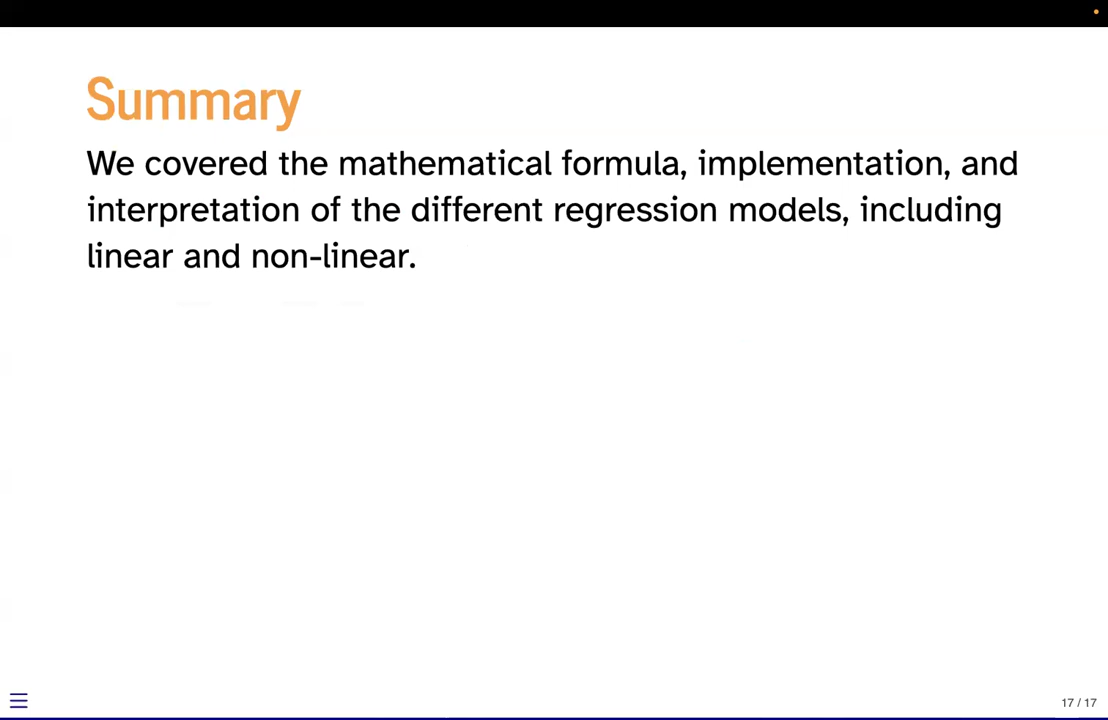 Summary
We covered the mathematical formula, implementation, and
interpretation of the different regression models, including
linear and non-linear.
17 / 17